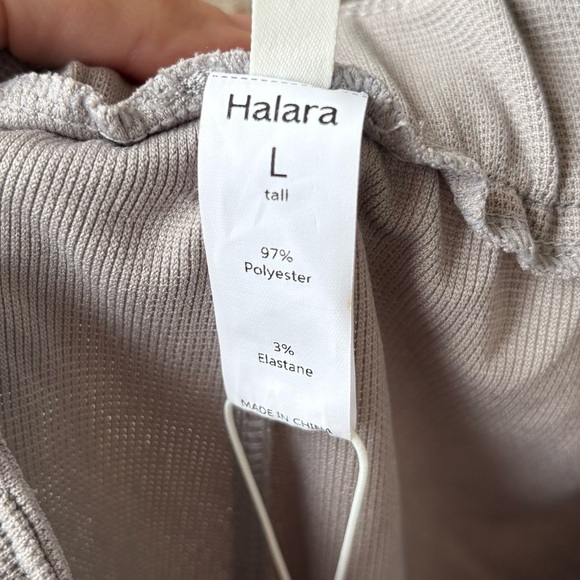 Halara
L
tall
97%
Polyester
3%
Elastane
MADE IN CHINA